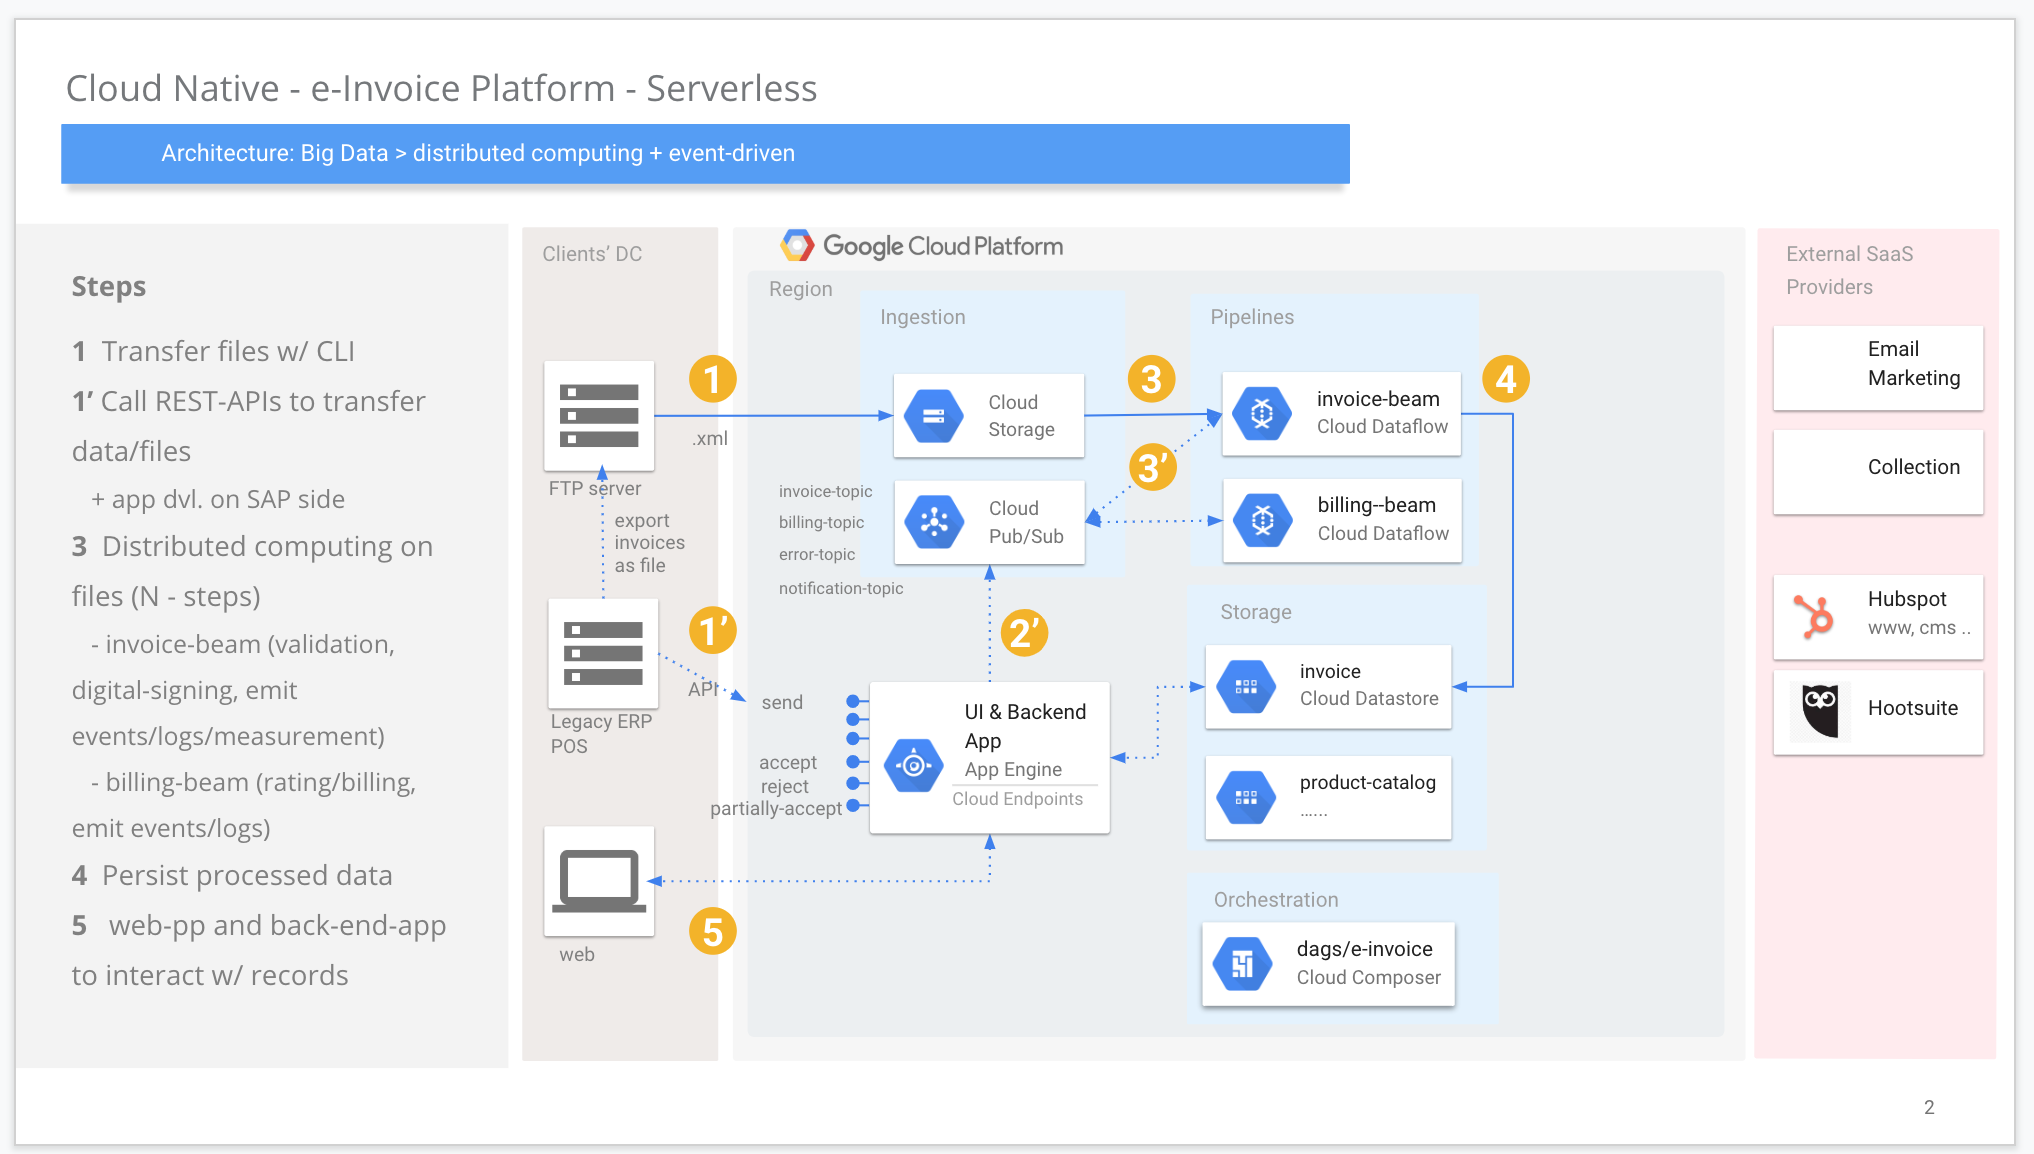 Cloud Native - e-Invoice Platform - Serverless
Architecture: Big Data > distributed computing + event-driven
Steps
1 Transfer files w/ CLI
1’ Call REST-APIs to transfer
data/files
+ app dvl. on SAP side
3 Distributed computing on
files (N - steps)
- invoice-beam (validation,
digital-signing, emit
events/logs/measurement)
- billing-beam (rating/billing,
emit events/logs)
4 Persist processed data
5 web-pp and back-end-app
to interact w/ records
Clients’ DC
1
.xml
FTP server
export
invoices
as file
1’
API
Legacy ERP
POS
web
5
Google Cloud Platform
Region
Ingestion
Cloud
Storage
3
3’
invoice-topic
billing-topic
error-topic
notification-topic
Cloud
Pub/Sub
2’
send
accept
reject
partially-accept
UI & Backend
App
App Engine
Cloud Endpoints
Pipelines
invoice-beam
Cloud Dataflow
4
billing--beam
Cloud Dataflow
Storage
invoice
Cloud Datastore
product-catalog
......
Orchestration
dags/e-invoice
Cloud Composer
External SaaS
Providers
Email
Marketing
Collection
Hubspot
www, cms ..
Hootsuite
2